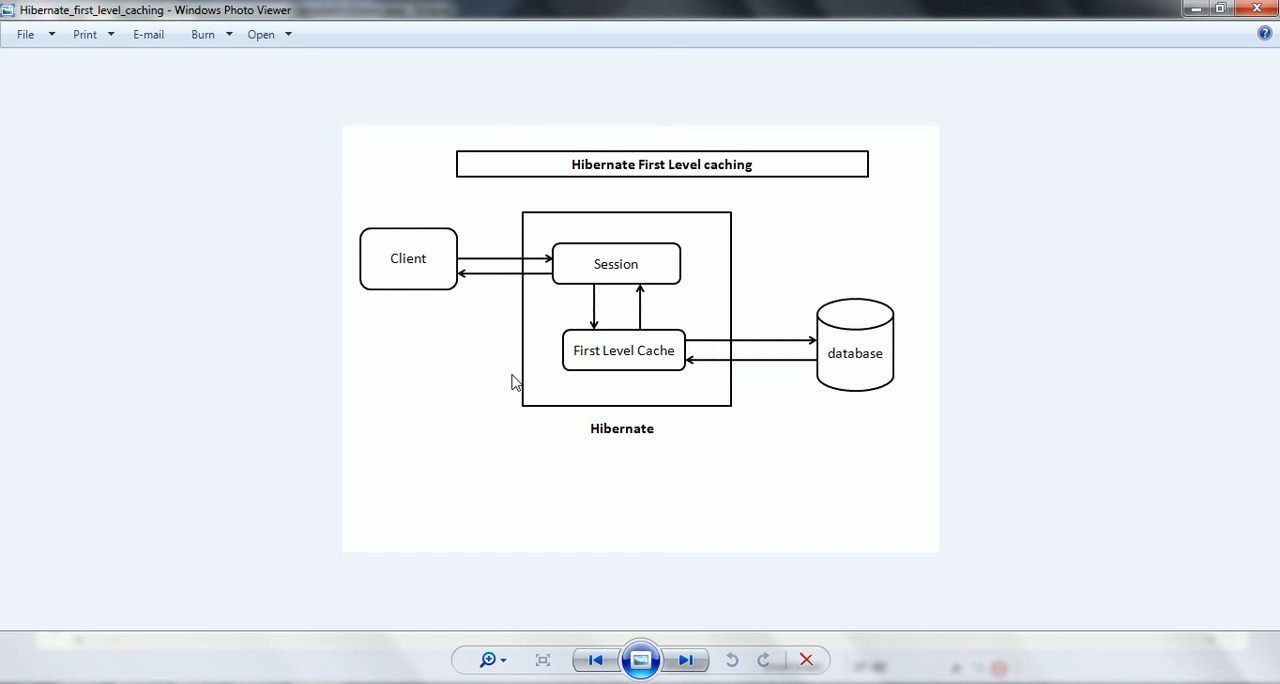 Hibernate_first_level_caching - Windows Photo Viewer
File Print E-mail Burn Open
Hibernate First Level caching
Client
Session
First Level Cache
database
Hibernate